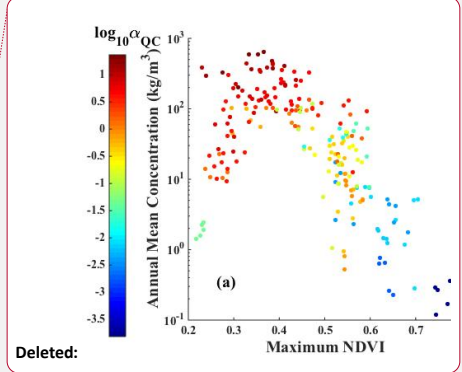 log10αQC
1
0.5
0
-0.5
-1
-1.5
-2
-2.5
-3
-3.5
Annual Mean Concentration (kg/m³)
10³
10²
10¹
10⁰
10⁻¹
(a)
0.2 0.3 0.4 0.5 0.6 0.7
Maximum NDVI
Deleted: